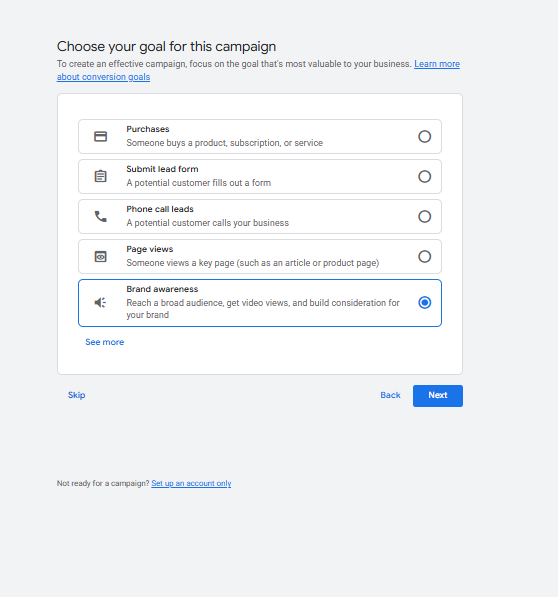 Choose your goal for this campaign
To create an effective campaign, focus on the goal that's most valuable to your business. Learn more
about conversion goals
Purchases
Someone buys a product, subscription, or service
Submit lead form
A potential customer fills out a form
Phone call leads
A potential customer calls your business
Page views
Someone views a key page (such as an article or product page)
Brand awareness
Reach a broad audience, get video views, and build consideration for
your brand
See more
Skip
Back
Next
Not ready for a campaign? Set up an account only